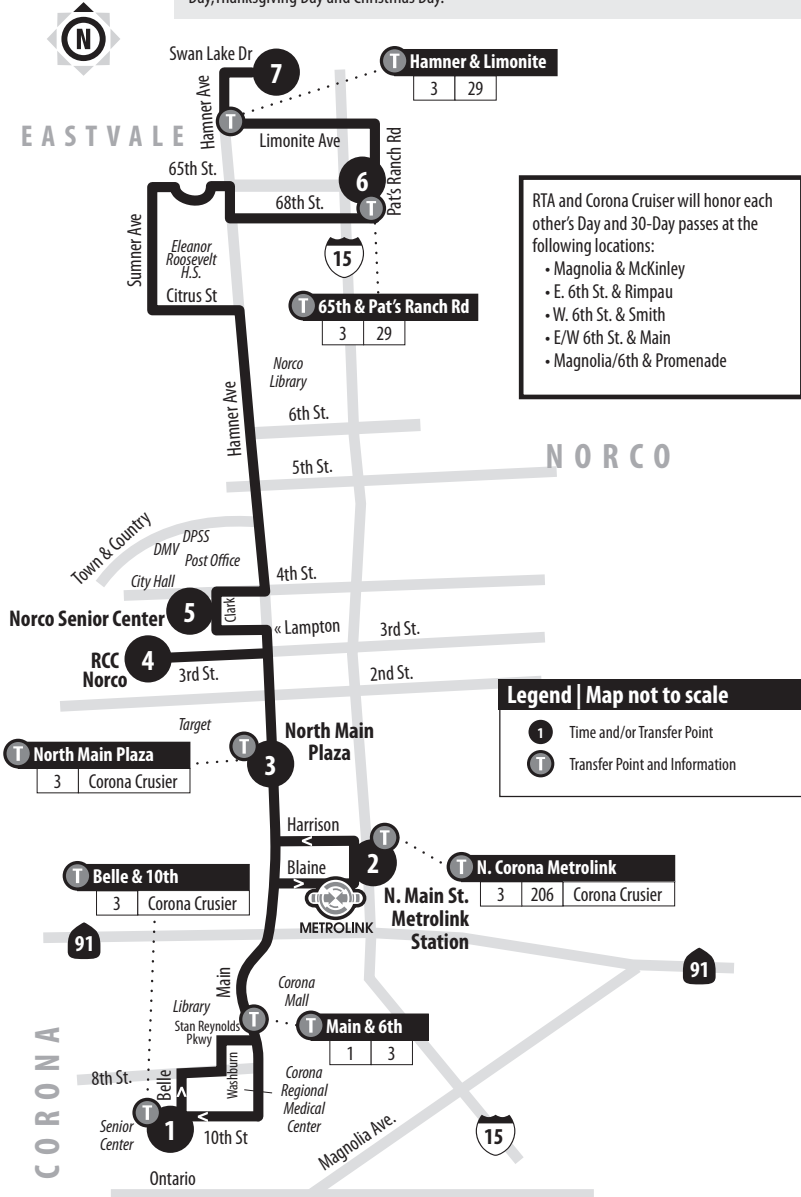 Day,Thanksgiving Day and Christmas Day.
N
Swan Lake Dr
7
T Hamner & Limonite
3 29
Hamner Ave
T
EASTVALE
Limonite Ave
65th St.
6
Pat's Ranch Rd
68th St.
T
Sumner Ave
Eleanor
Roosevelt
H.S.
15
Citrus St
T 65th & Pat's Ranch Rd
3 29
RTA and Corona Cruiser will honor each
other's Day and 30-Day passes at the
following locations:
• Magnolia & McKinley
• E. 6th St. & Rimpau
• W. 6th St. & Smith
• E/W 6th St. & Main
• Magnolia/6th & Promenade
Norco
Library
Hamner Ave
6th St.
NORCO
5th St.
Town & Country
DPSS
DMV
Post Office
City Hall
4th St.
Norco Senior Center
5
Clark
« Lampton
3rd St.
RCC
Norco
4
3rd St.
2nd St.
Legend | Map not to scale
1 Time and/or Transfer Point
T Transfer Point and Information
Target
T North Main Plaza
3 Corona Crusier
T
3
North Main
Plaza
Harrison
<
T
2
Blaine
>
METROLINK
N. Main St.
Metrolink
Station
T N. Corona Metrolink
3 206 Corona Crusier
T Belle & 10th
3 Corona Crusier
91
91
Main
Corona
Mall
Library
Stan Reynolds
Pkwy
T
T Main & 6th
1 3
CORONA
8th St.
Belle
<
Washburn
Corona
Regional
Medical
Center
T
Senior
Center
1
<
10th St
Magnolia Ave.
15
Ontario